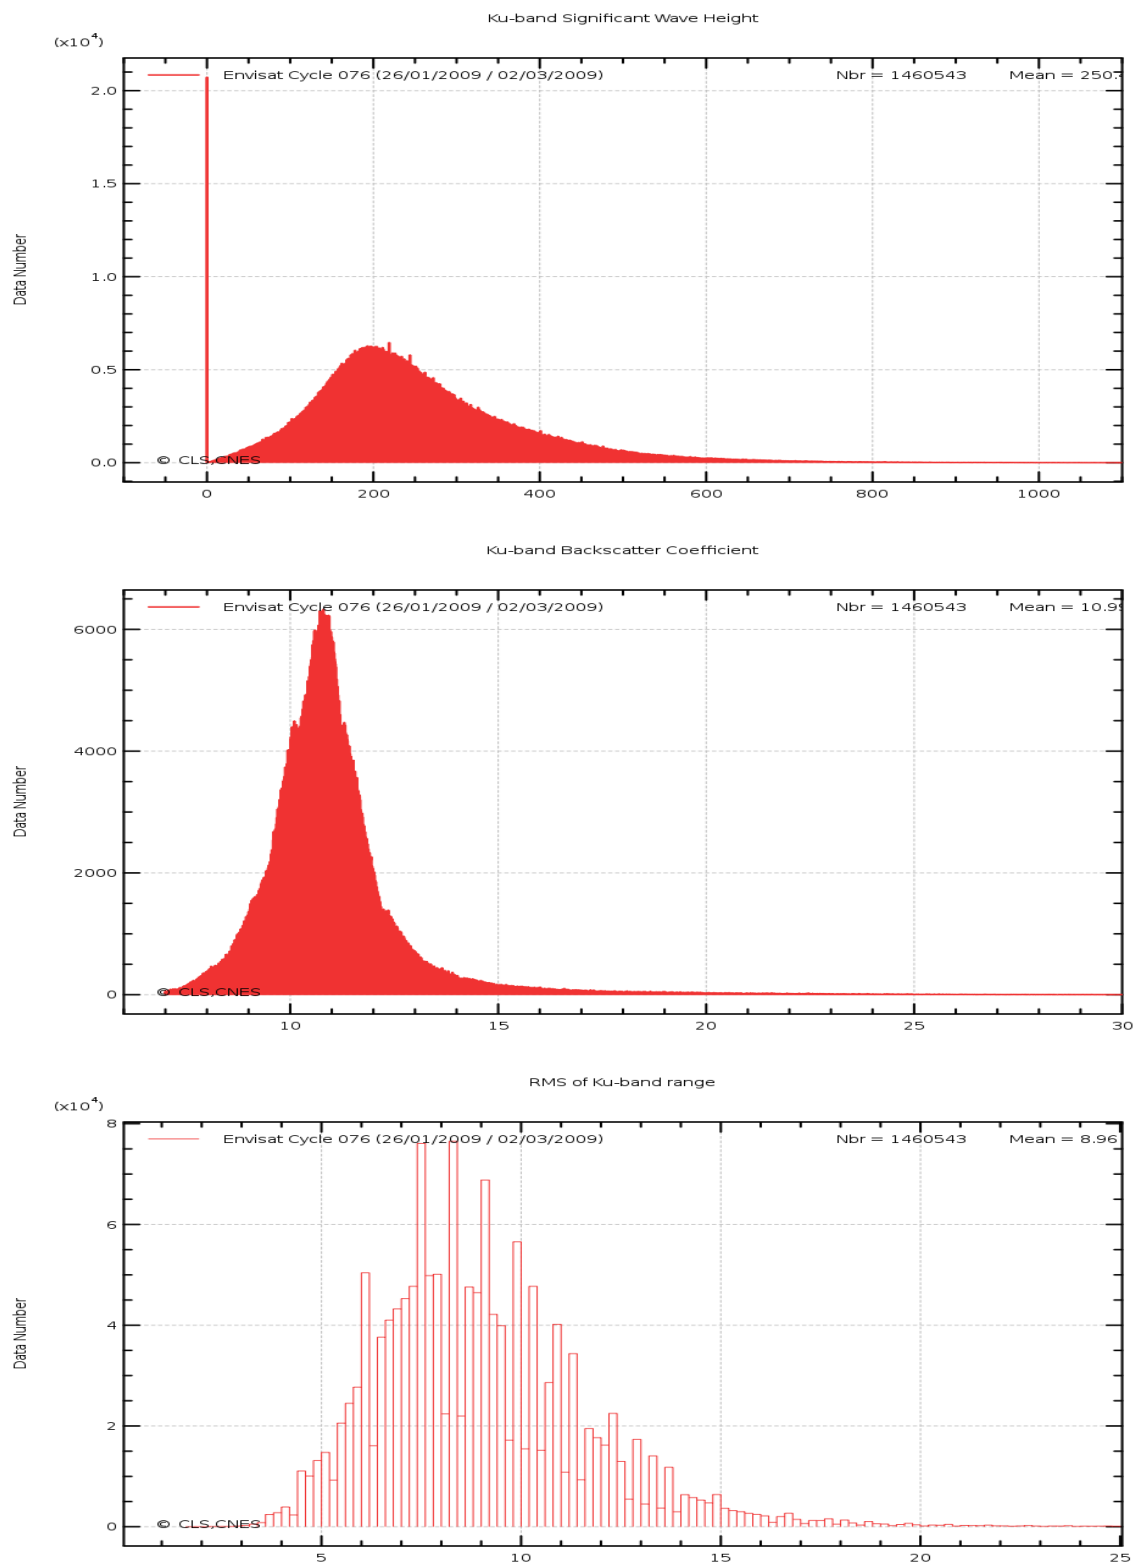 Ku-band Significant Wave Height
(x10⁴)
Envisat Cycle 076 (26/01/2009 / 02/03/2009) Nbr = 1460543 Mean = 250.
2.0
1.5
1.0
0.5
0.0
Data Number
© CLS,CNES
0 200 400 600 800 1000
Ku-band Backscatter Coefficient
Envisat Cycle 076 (26/01/2009 / 02/03/2009) Nbr = 1460543 Mean = 10.9
6000
4000
2000
0
Data Number
© CLS,CNES
10 15 20 25 30
RMS of Ku-band range
(x10⁴)
8
Envisat Cycle 076 (26/01/2009 / 02/03/2009) Nbr = 1460543 Mean = 8.96
6
4
2
0
Data Number
© CLS,CNES
5 10 15 20 25